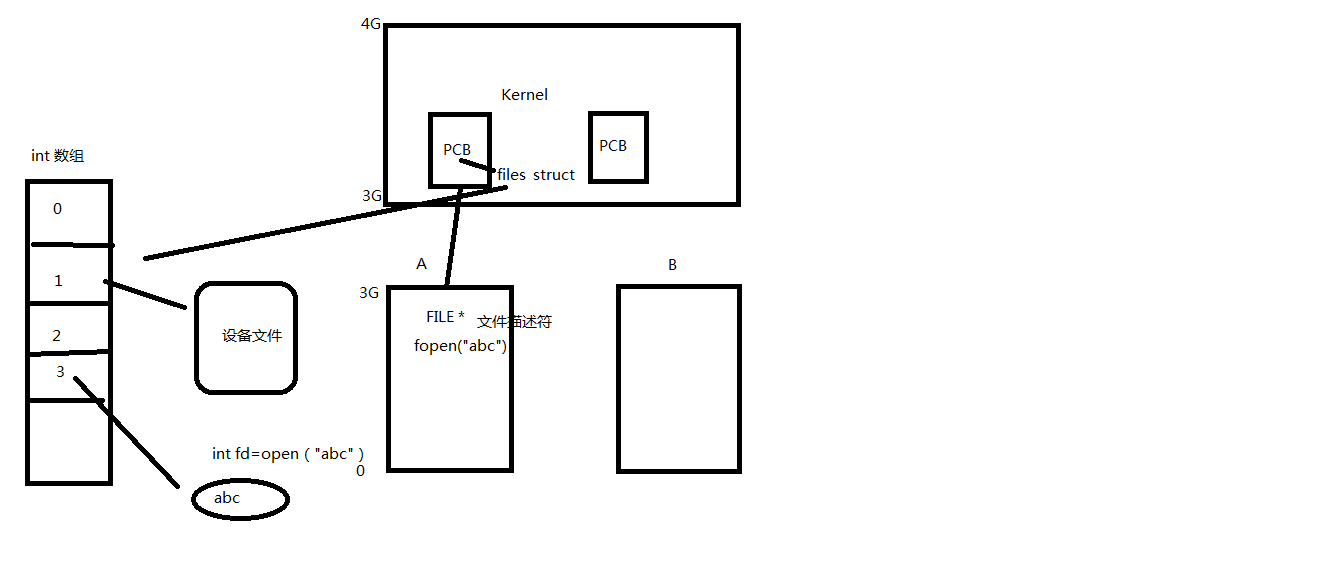 4G
Kernel
PCB
PCB
files struct
3G
int 数组
0
1
2
3
设备文件
int fd=open（"abc"）
abc
A
B
3G
FILE * 文件描述符
fopen("abc")
0